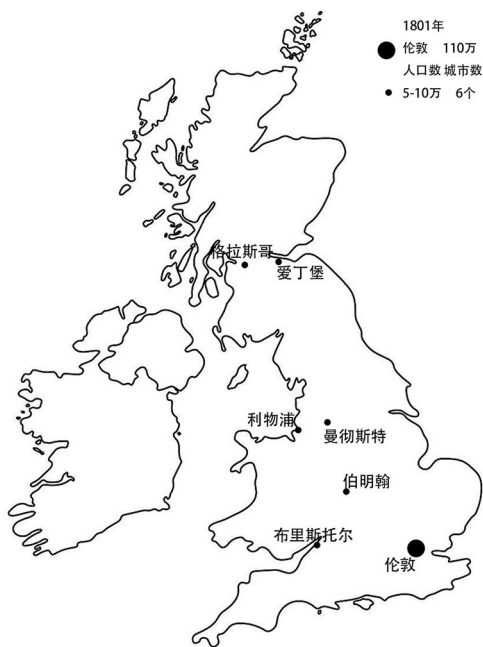 1801年
伦敦 110万
人口数 城市数
5-10万 6个
格拉斯哥
爱丁堡
利物浦
曼彻斯特
伯明翰
布里斯托尔
伦敦